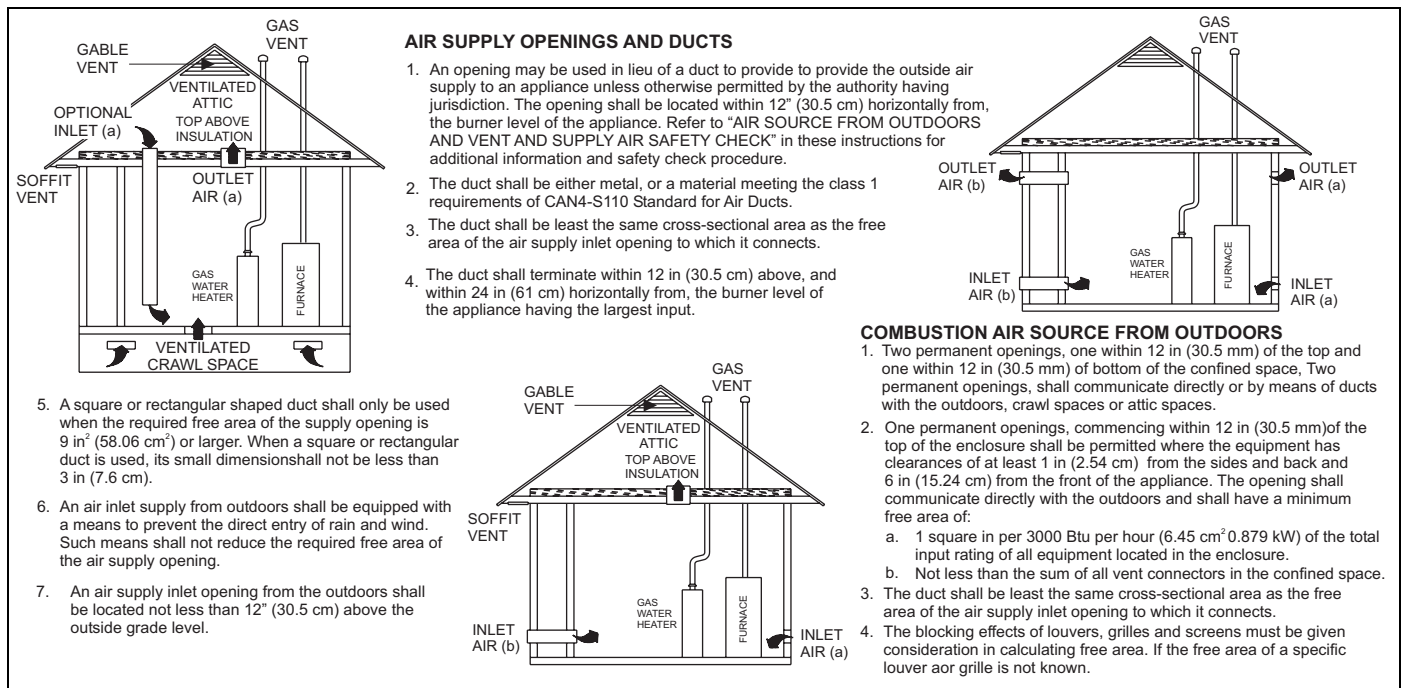 GABLE
VENT
GAS
VENT
VENTILATED
ATTIC
OPTIONAL
INLET (a)
TOP ABOVE
INSULATION
SOFFIT
VENT
OUTLET
AIR (a)
GAS
WATER
HEATER
FURNACE
VENTILATED
CRAWL SPACE
AIR SUPPLY OPENINGS AND DUCTS
1. An opening may be used in lieu of a duct to provide to provide the outside air
supply to an appliance unless otherwise permitted by the authority having
jurisdiction. The opening shall be located within 12” (30.5 cm) horizontally from,
the burner level of the appliance. Refer to “AIR SOURCE FROM OUTDOORS
AND VENT AND SUPPLY AIR SAFETY CHECK” in these instructions for
additional information and safety check procedure.
2. The duct shall be either metal, or a material meeting the class 1
requirements of CAN4-S110 Standard for Air Ducts.
3. The duct shall be least the same cross-sectional area as the free
area of the air supply inlet opening to which it connects.
4. The duct shall terminate within 12 in (30.5 cm) above, and
within 24 in (61 cm) horizontally from, the burner level of
the appliance having the largest input.
5. A square or rectangular shaped duct shall only be used
when the required free area of the supply opening is
9 in² (58.06 cm²) or larger. When a square or rectangular
duct is used, its small dimensionshall not be less than
3 in (7.6 cm).
6. An air inlet supply from outdoors shall be equipped with
a means to prevent the direct entry of rain and wind.
Such means shall not reduce the required free area of
the air supply opening.
7. An air supply inlet opening from the outdoors shall
be located not less than 12” (30.5 cm) above the
outside grade level.
GAS
VENT
GABLE
VENT
VENTILATED
ATTIC
TOP ABOVE
INSULATION
SOFFIT
VENT
GAS
WATER
HEATER
FURNACE
INLET
AIR (b)
INLET
AIR (a)
GAS
VENT
OUTLET
AIR (b)
OUTLET
AIR (a)
GAS
WATER
HEATER
FURNACE
INLET
AIR (b)
INLET
AIR (a)
COMBUSTION AIR SOURCE FROM OUTDOORS
1. Two permanent openings, one within 12 in (30.5 mm) of the top and
one within 12 in (30.5 mm) of bottom of the confined space, Two
permanent openings, shall communicate directly or by means of ducts
with the outdoors, crawl spaces or attic spaces.
2. One permanent openings, commencing within 12 in (30.5 mm)of the
top of the enclosure shall be permitted where the equipment has
clearances of at least 1 in (2.54 cm) from the sides and back and
6 in (15.24 cm) from the front of the appliance. The opening shall
communicate directly with the outdoors and shall have a minimum
free area of:
a. 1 square in per 3000 Btu per hour (6.45 cm² 0.879 kW) of the total
input rating of all equipment located in the enclosure.
b. Not less than the sum of all vent connectors in the confined space.
3. The duct shall be least the same cross-sectional area as the free
area of the air supply inlet opening to which it connects.
4. The blocking effects of louvers, grilles and screens must be given
consideration in calculating free area. If the free area of a specific
louver aor grille is not known.